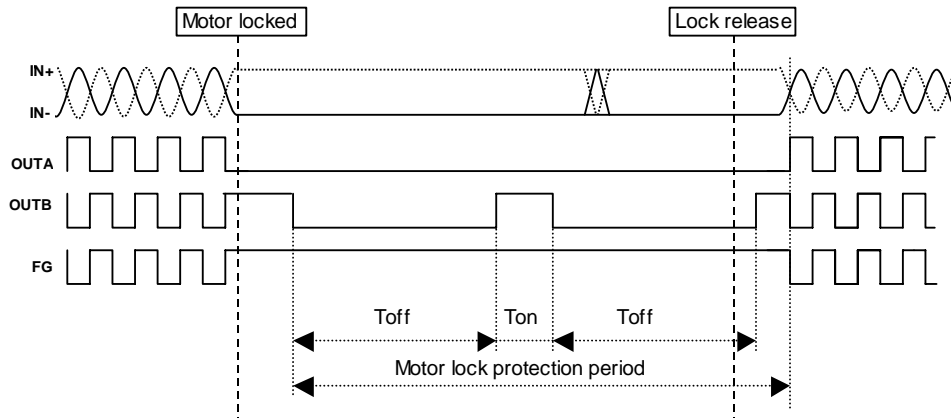 Motor locked
Lock release
IN+
IN-
OUTA
OUTB
FG
Toff
Ton
Toff
Motor lock protection period